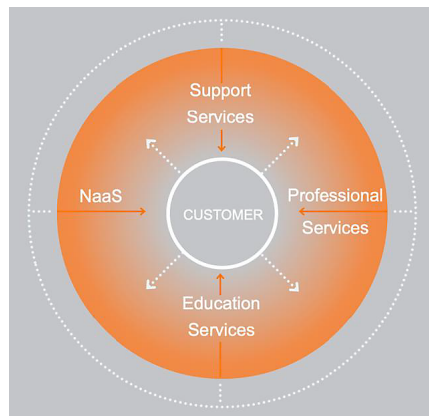 Support
Services
NaaS
CUSTOMER
Professional
Services
Education
Services